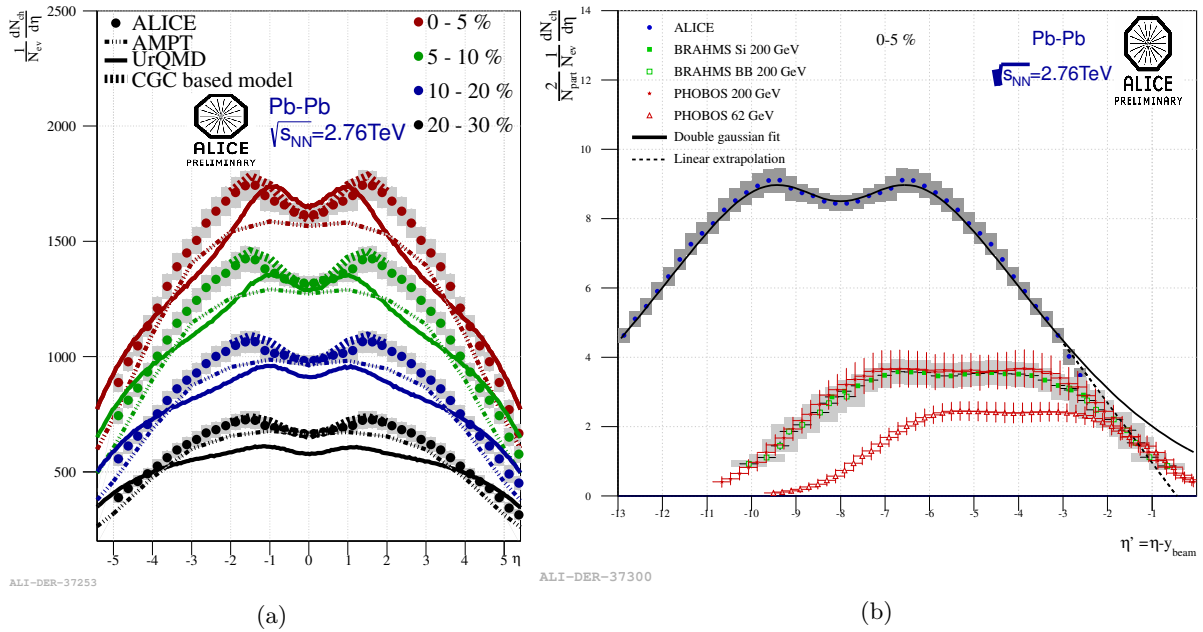 1/N_ev dN_ch/dη
2500
2000
1500
1000
500
ALICE
AMPT
UrQMD
CGC based model
0 - 5 %
5 - 10 %
10 - 20 %
20 - 30 %
ALICE
PRELIMINARY
Pb-Pb
√s_NN=2.76TeV
-5 -4 -3 -2 -1 0 1 2 3 4 5 η
ALI-DER-37253
(a)
2/N_part 1/N_ev dN_ch/dη
14
12
10
8
6
4
2
0
ALICE
BRAHMS Si 200 GeV
BRAHMS BB 200 GeV
PHOBOS 200 GeV
PHOBOS 62 GeV
Double gaussian fit
Linear extrapolation
0-5 %
Pb-Pb
√s_NN=2.76TeV
ALICE
PRELIMINARY
-13 -12 -11 -10 -9 -8 -7 -6 -5 -4 -3 -2 -1
η' =η-y_beam
ALI-DER-37300
(b)